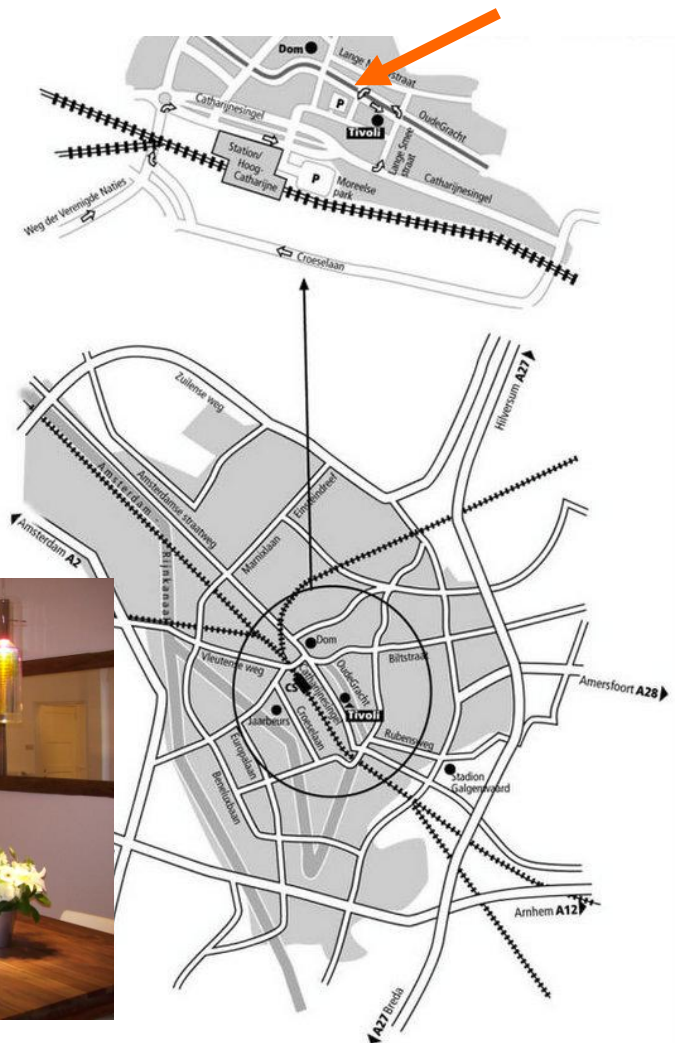 Dom
Lange
straat
P
OudeGracht
Tivoli
Catharijnesingel
Lange Smee
straat
Station/
Hoog-
Catharijne
P
Moreelse
park
Catharijnesingel
Weg der Verenigde Naties
Croeselaan
Zuilense weg
Hilversum A27
Amsterdamse straatweg
Amsterdam-
Rijnkanaal
Einsteindreef
Marnixlaan
Amsterdam A2
Dom
Biltstraat
Vleutense weg
OudeGracht
Catharijnesingel
CS
Amersfoort A28
Tivoli
Jaarbeurs
Croeselaan
Rubensweg
Europalaan
Stadion
Galgenwaard
Beneluxbaan
Arnhem A12
A27 Breda